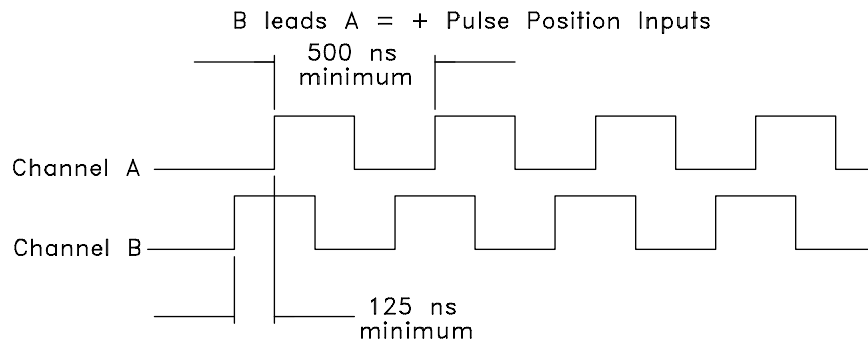 B leads A = + Pulse Position Inputs
500 ns
minimum
Channel A
Channel B
125 ns
minimum